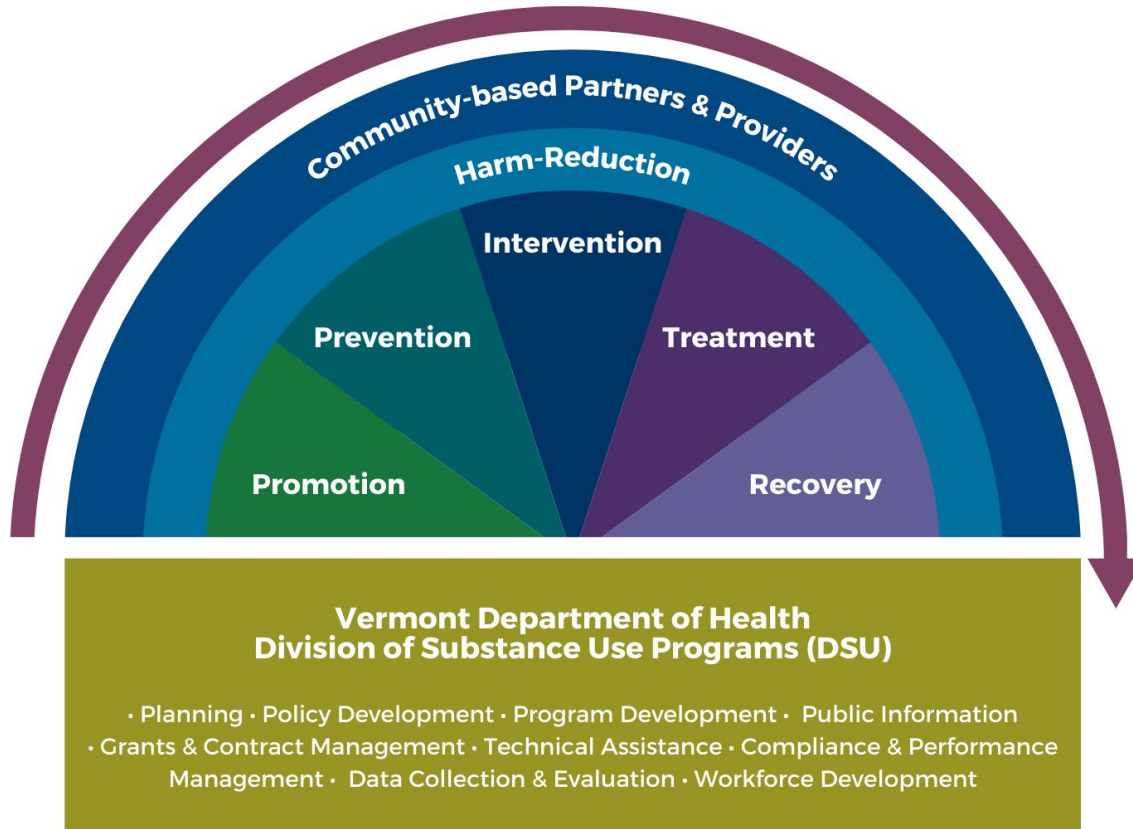 Community-based Partners & Providers
Harm-Reduction
Intervention
Prevention
Treatment
Promotion
Recovery
Vermont Department of Health
Division of Substance Use Programs (DSU)
• Planning • Policy Development • Program Development • Public Information
• Grants & Contract Management • Technical Assistance • Compliance & Performance
Management • Data Collection & Evaluation • Workforce Development